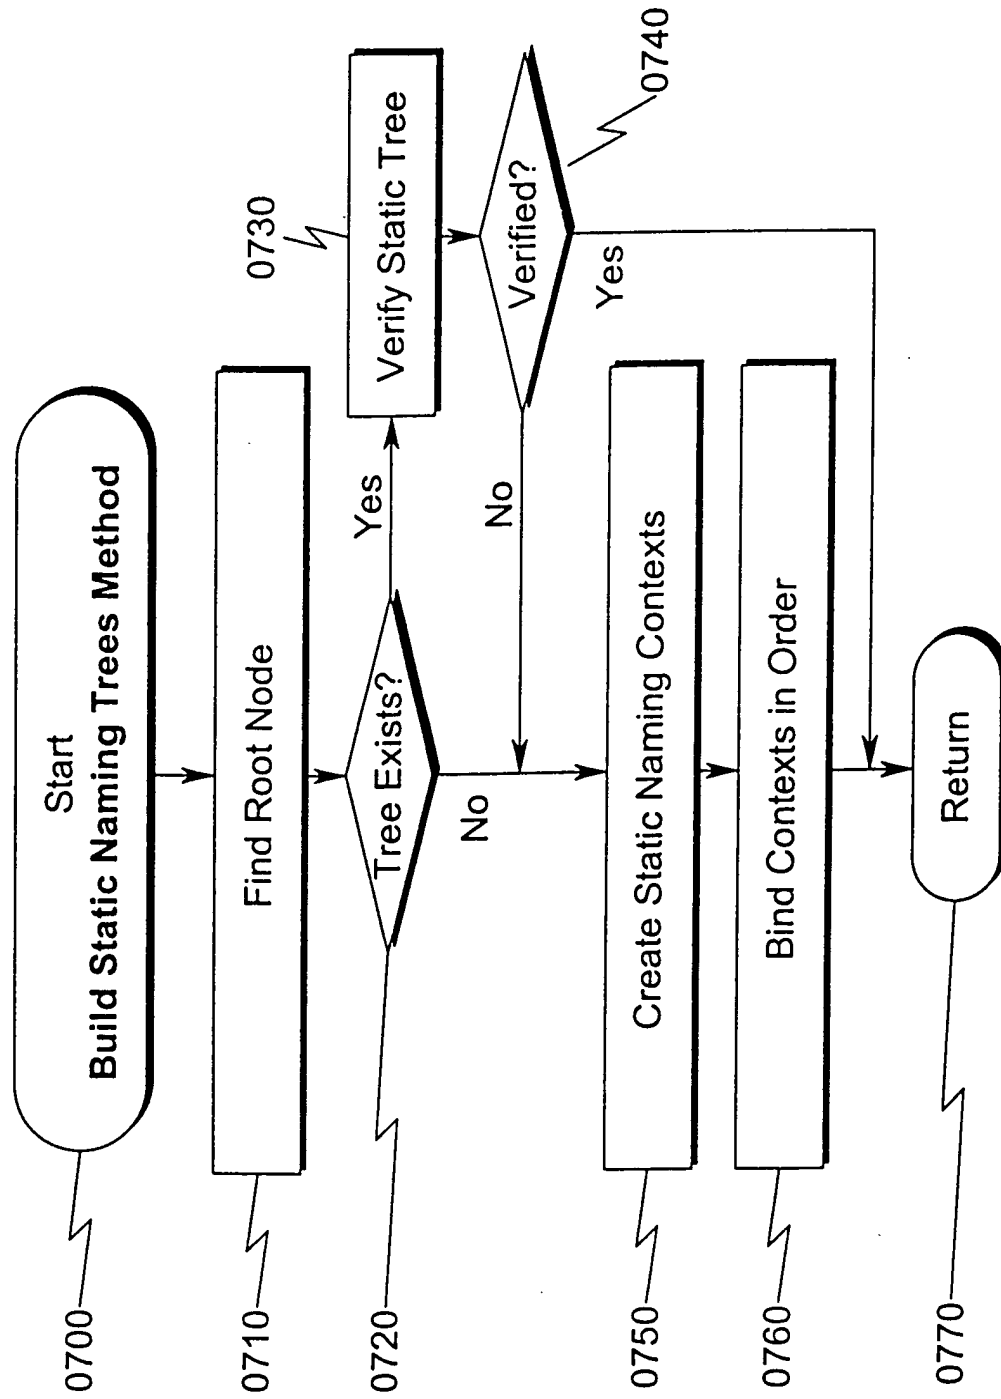 Start
Build Static Naming Trees Method
0700
Find Root Node
0710
Tree Exists?
0720
Yes
No
0730
Verify Static Tree
Verified?
0740
No
Yes
Create Static Naming Contexts
0750
Bind Contexts in Order
0760
Return
0770